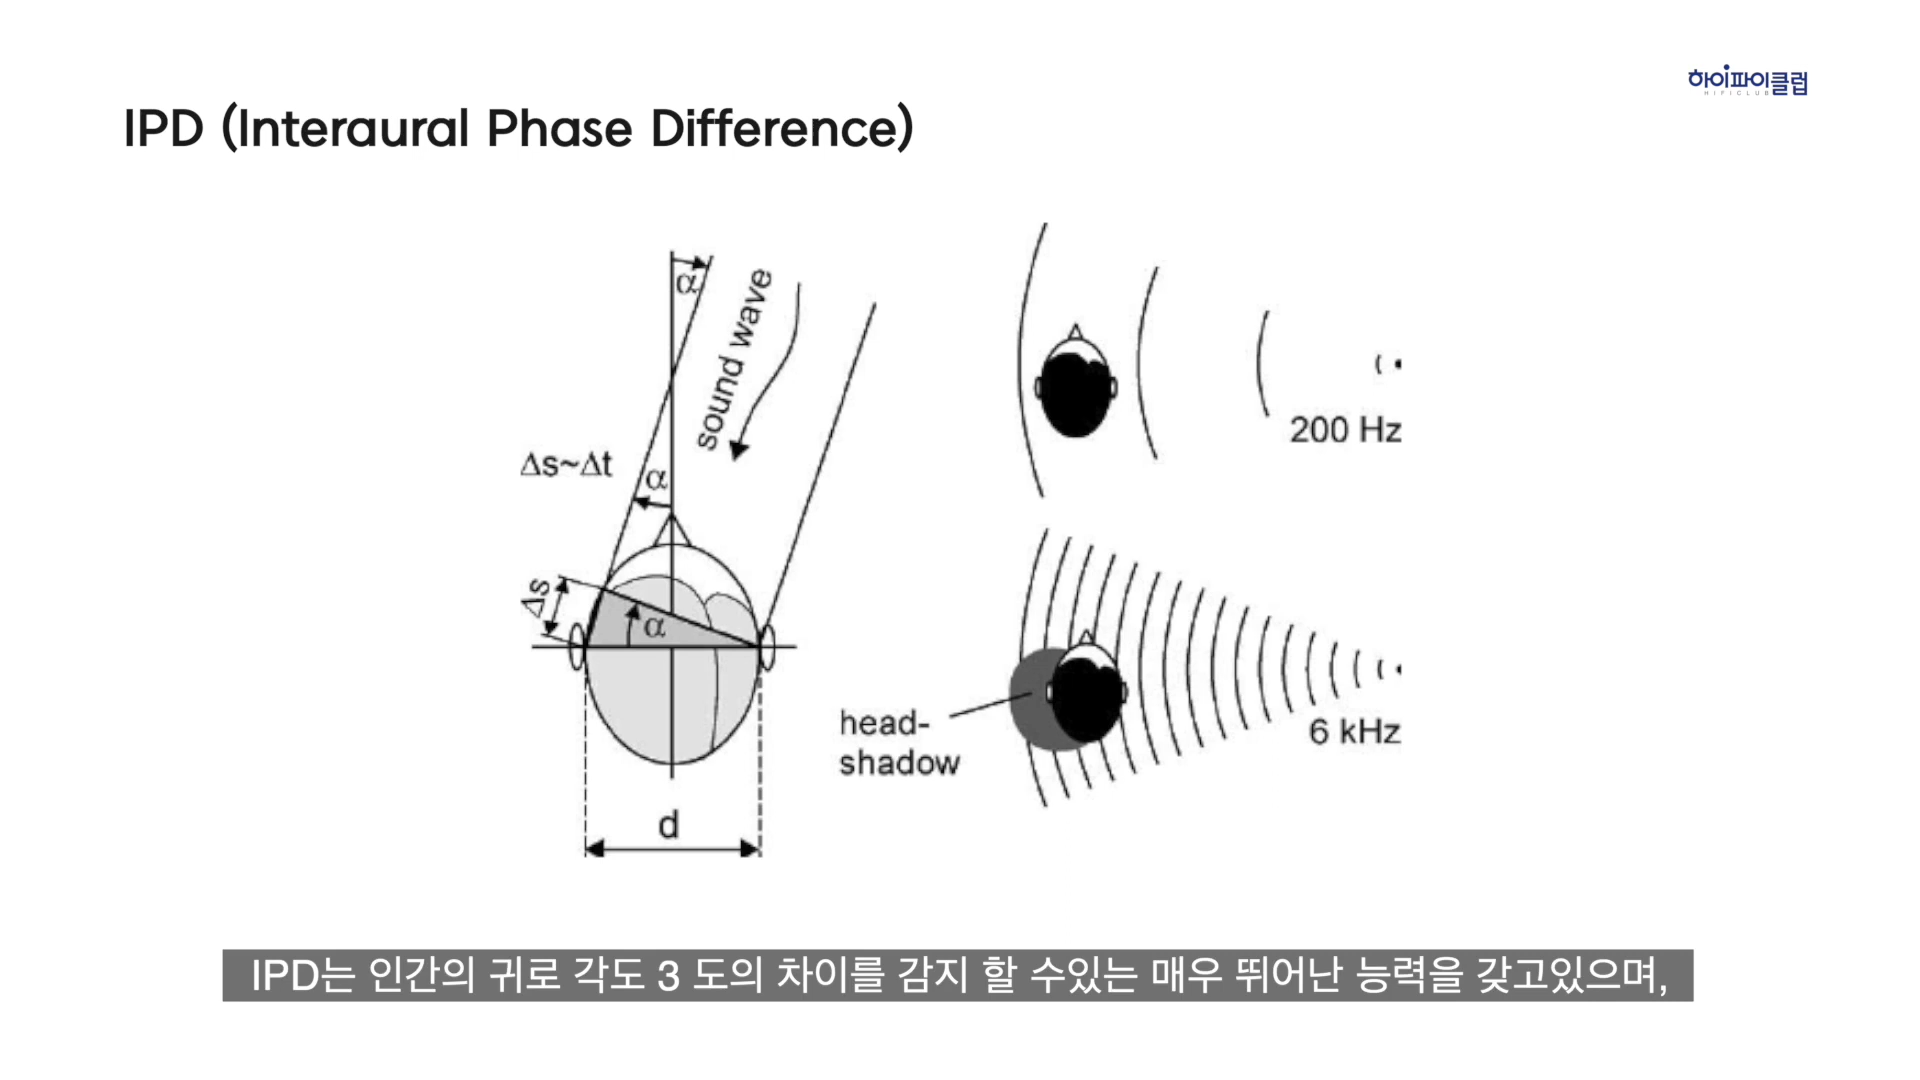 하이파이클럽
HIFICLUB
IPD (Interaural Phase Difference)
α
sound wave
Δs~Δt
α
Δs
α
d
200 Hz
head-
shadow
6 kHz
IPD는 인간의 귀로 각도 3 도의 차이를 감지 할 수있는 매우 뛰어난 능력을 갖고있으며,